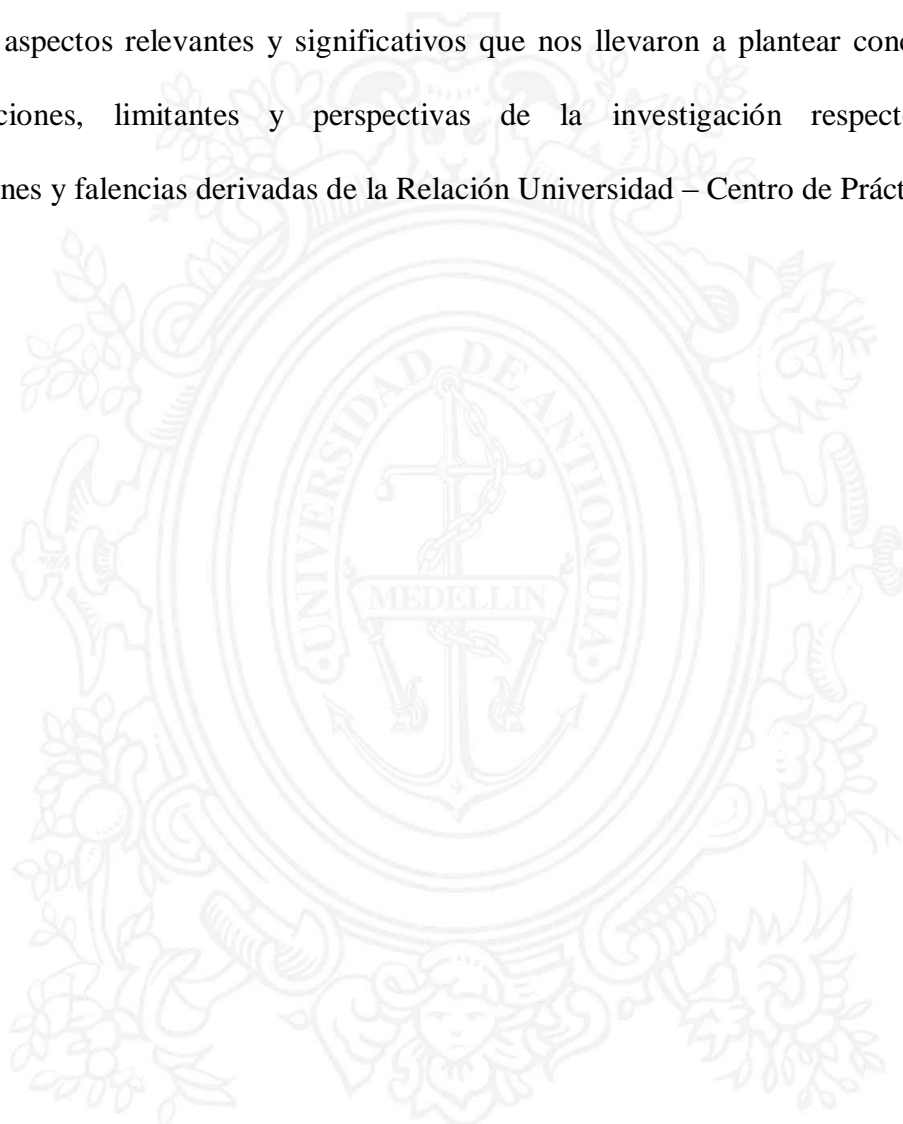 aspectos relevantes y significativos que nos llevaron a plantear conc
ciones, limitantes y perspectivas de la investigación respect
nes y falencias derivadas de la Relación Universidad – Centro de Práct
UNIVERSIDAD DE ANTIOQUIA
MEDELLIN